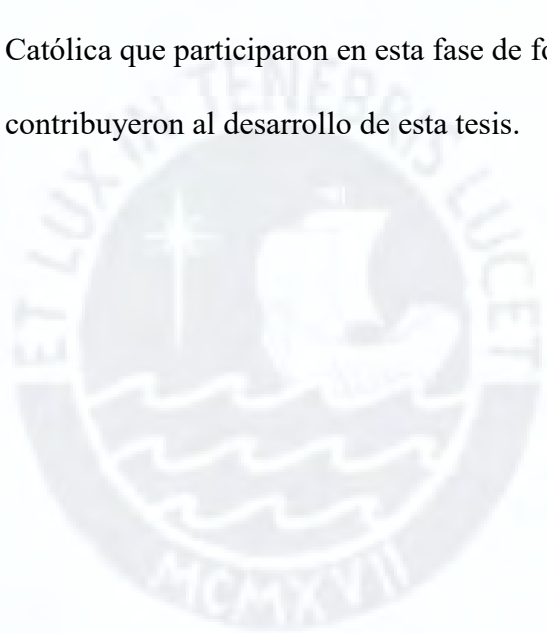 Católica que participaron en esta fase de fo
contribuyeron al desarrollo de esta tesis.
ET LUX IN TENEBRIS LUCET
MCMXVII